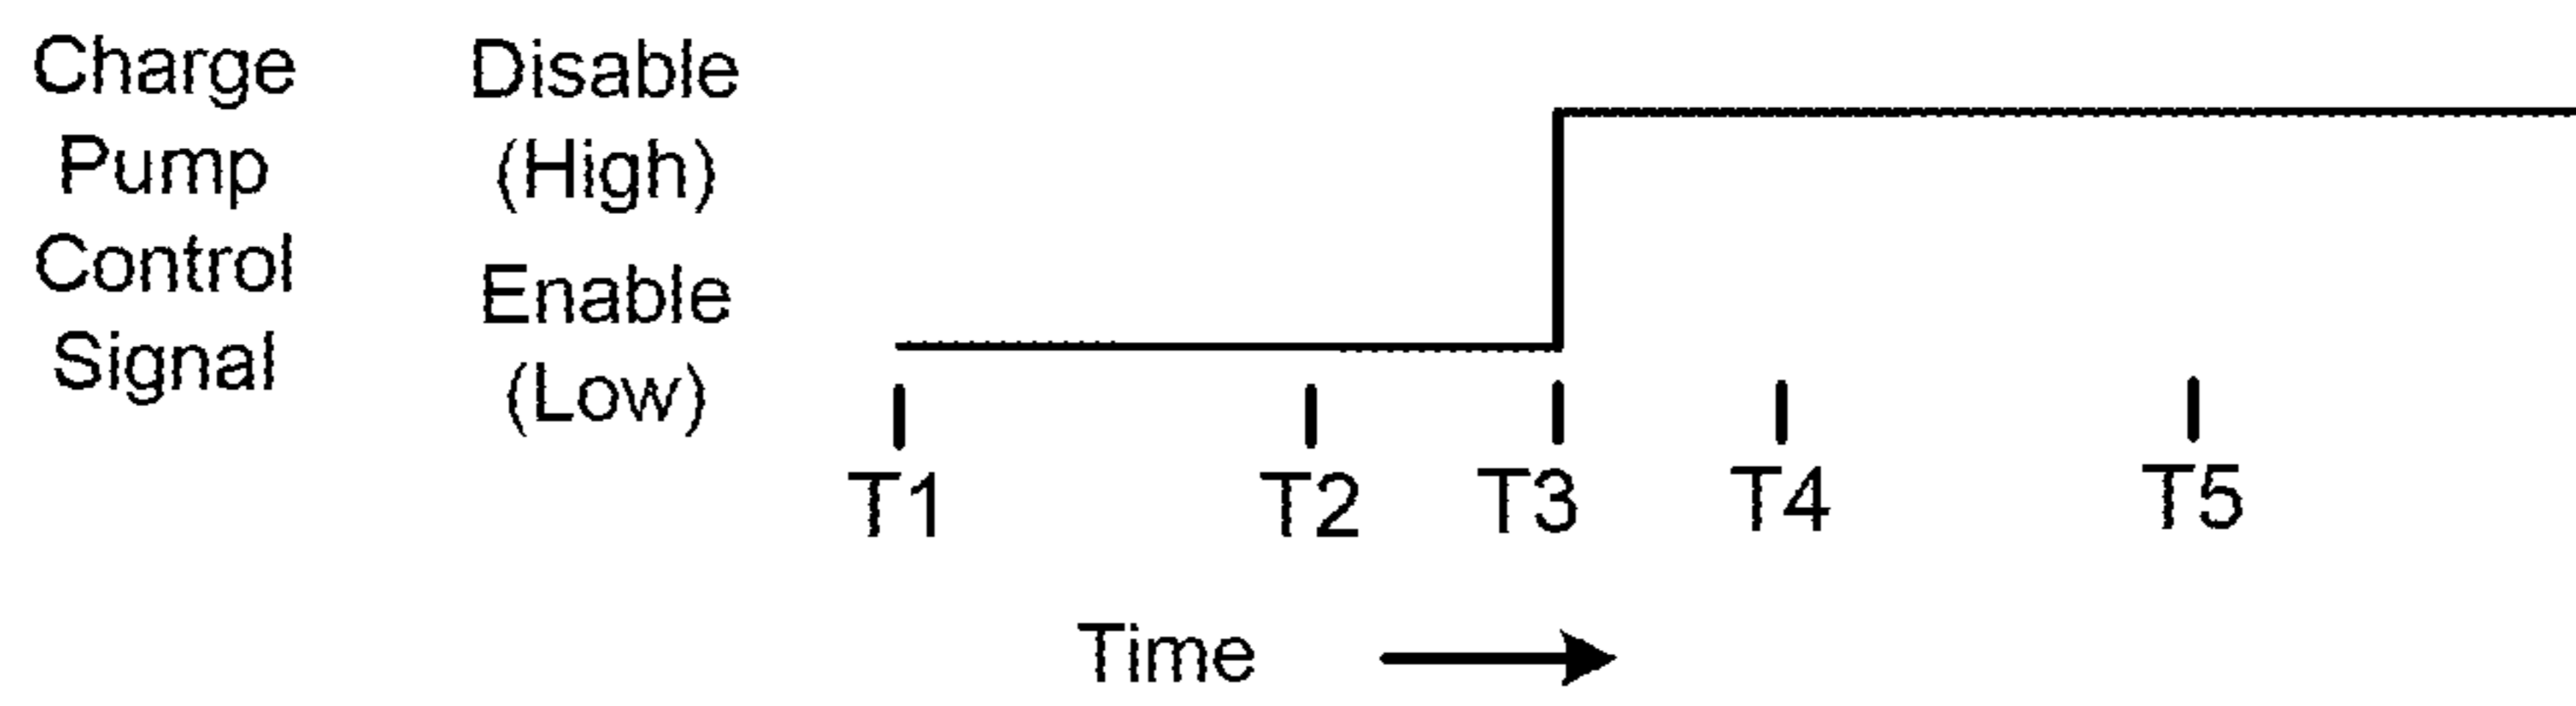 Charge
Pump
Control
Signal
Disable
(High)
Enable
(Low)
T1 T2 T3 T4 T5
Time